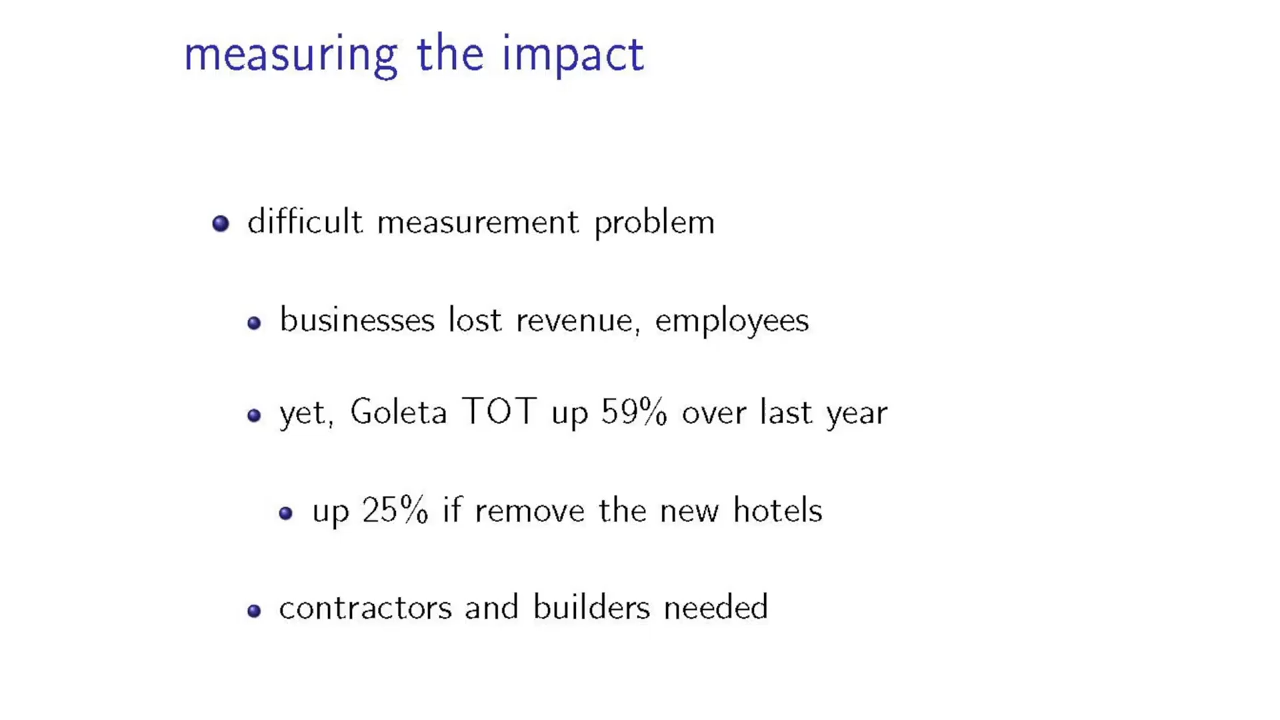 measuring the impact
difficult measurement problem
businesses lost revenue, employees
yet, Goleta TOT up 59% over last year
up 25% if remove the new hotels
contractors and builders needed